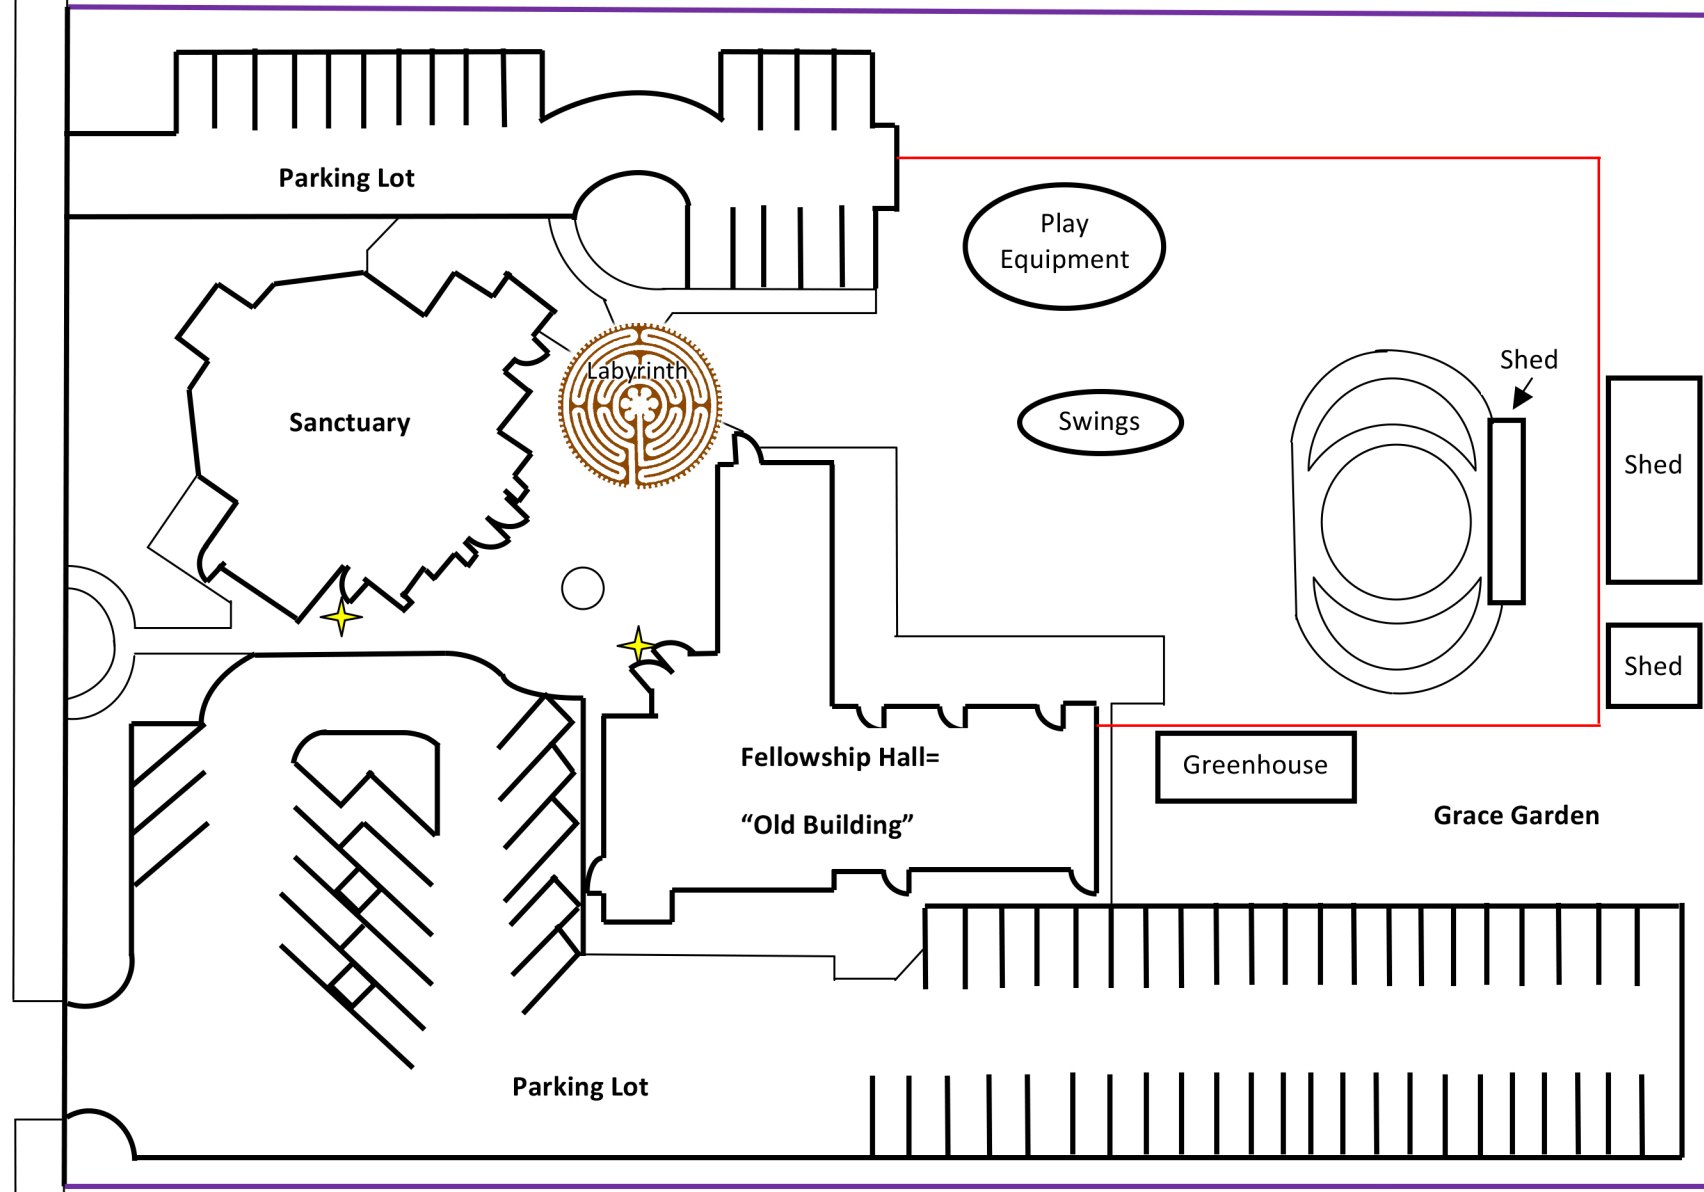 Parking Lot
Play
Equipment
Shed
Labyrinth
Sanctuary
Swings
Shed
Shed
Fellowship Hall=
Greenhouse
“Old Building”
Grace Garden
Parking Lot